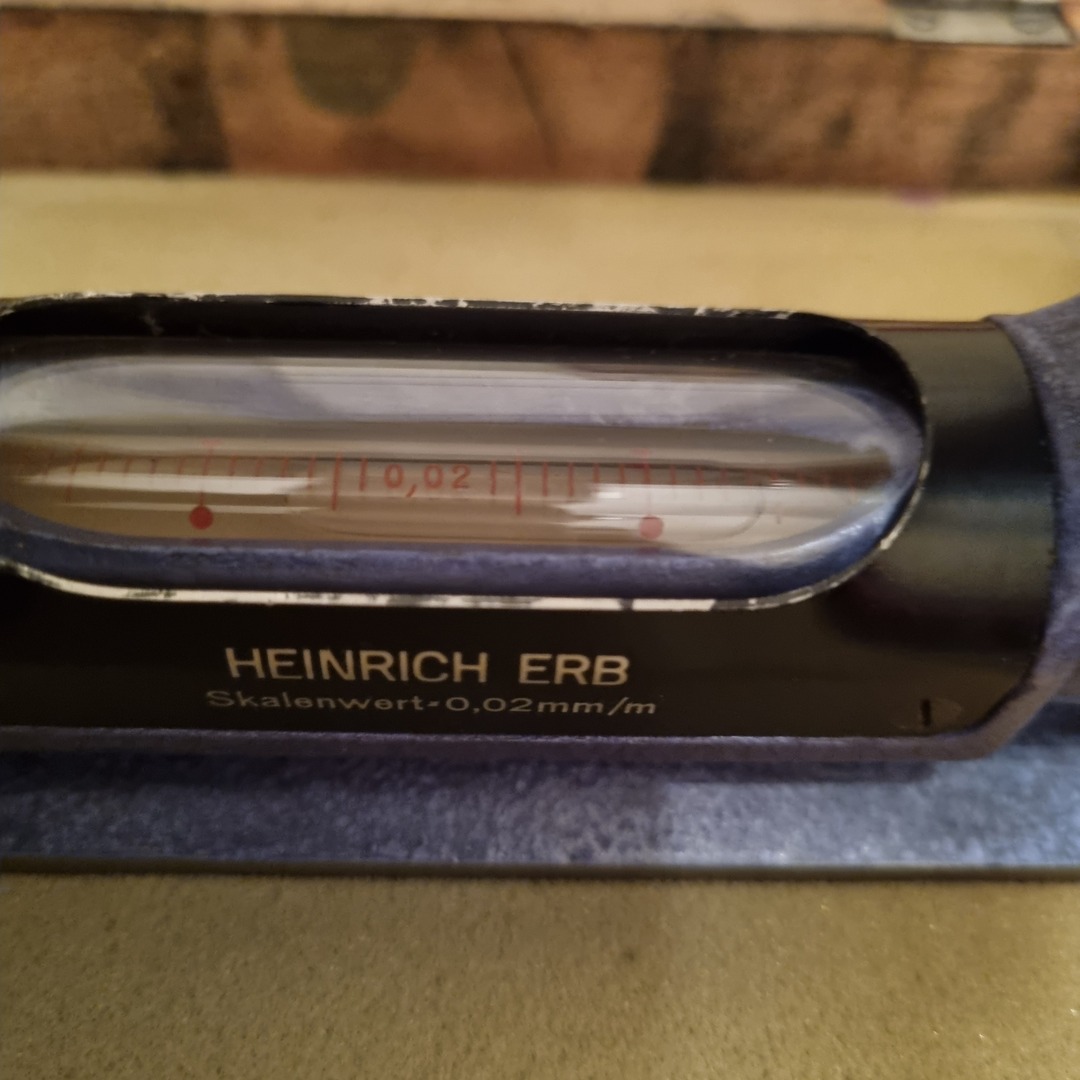 0,02
HEINRICH ERB
Skalenwert-0,02mm/m